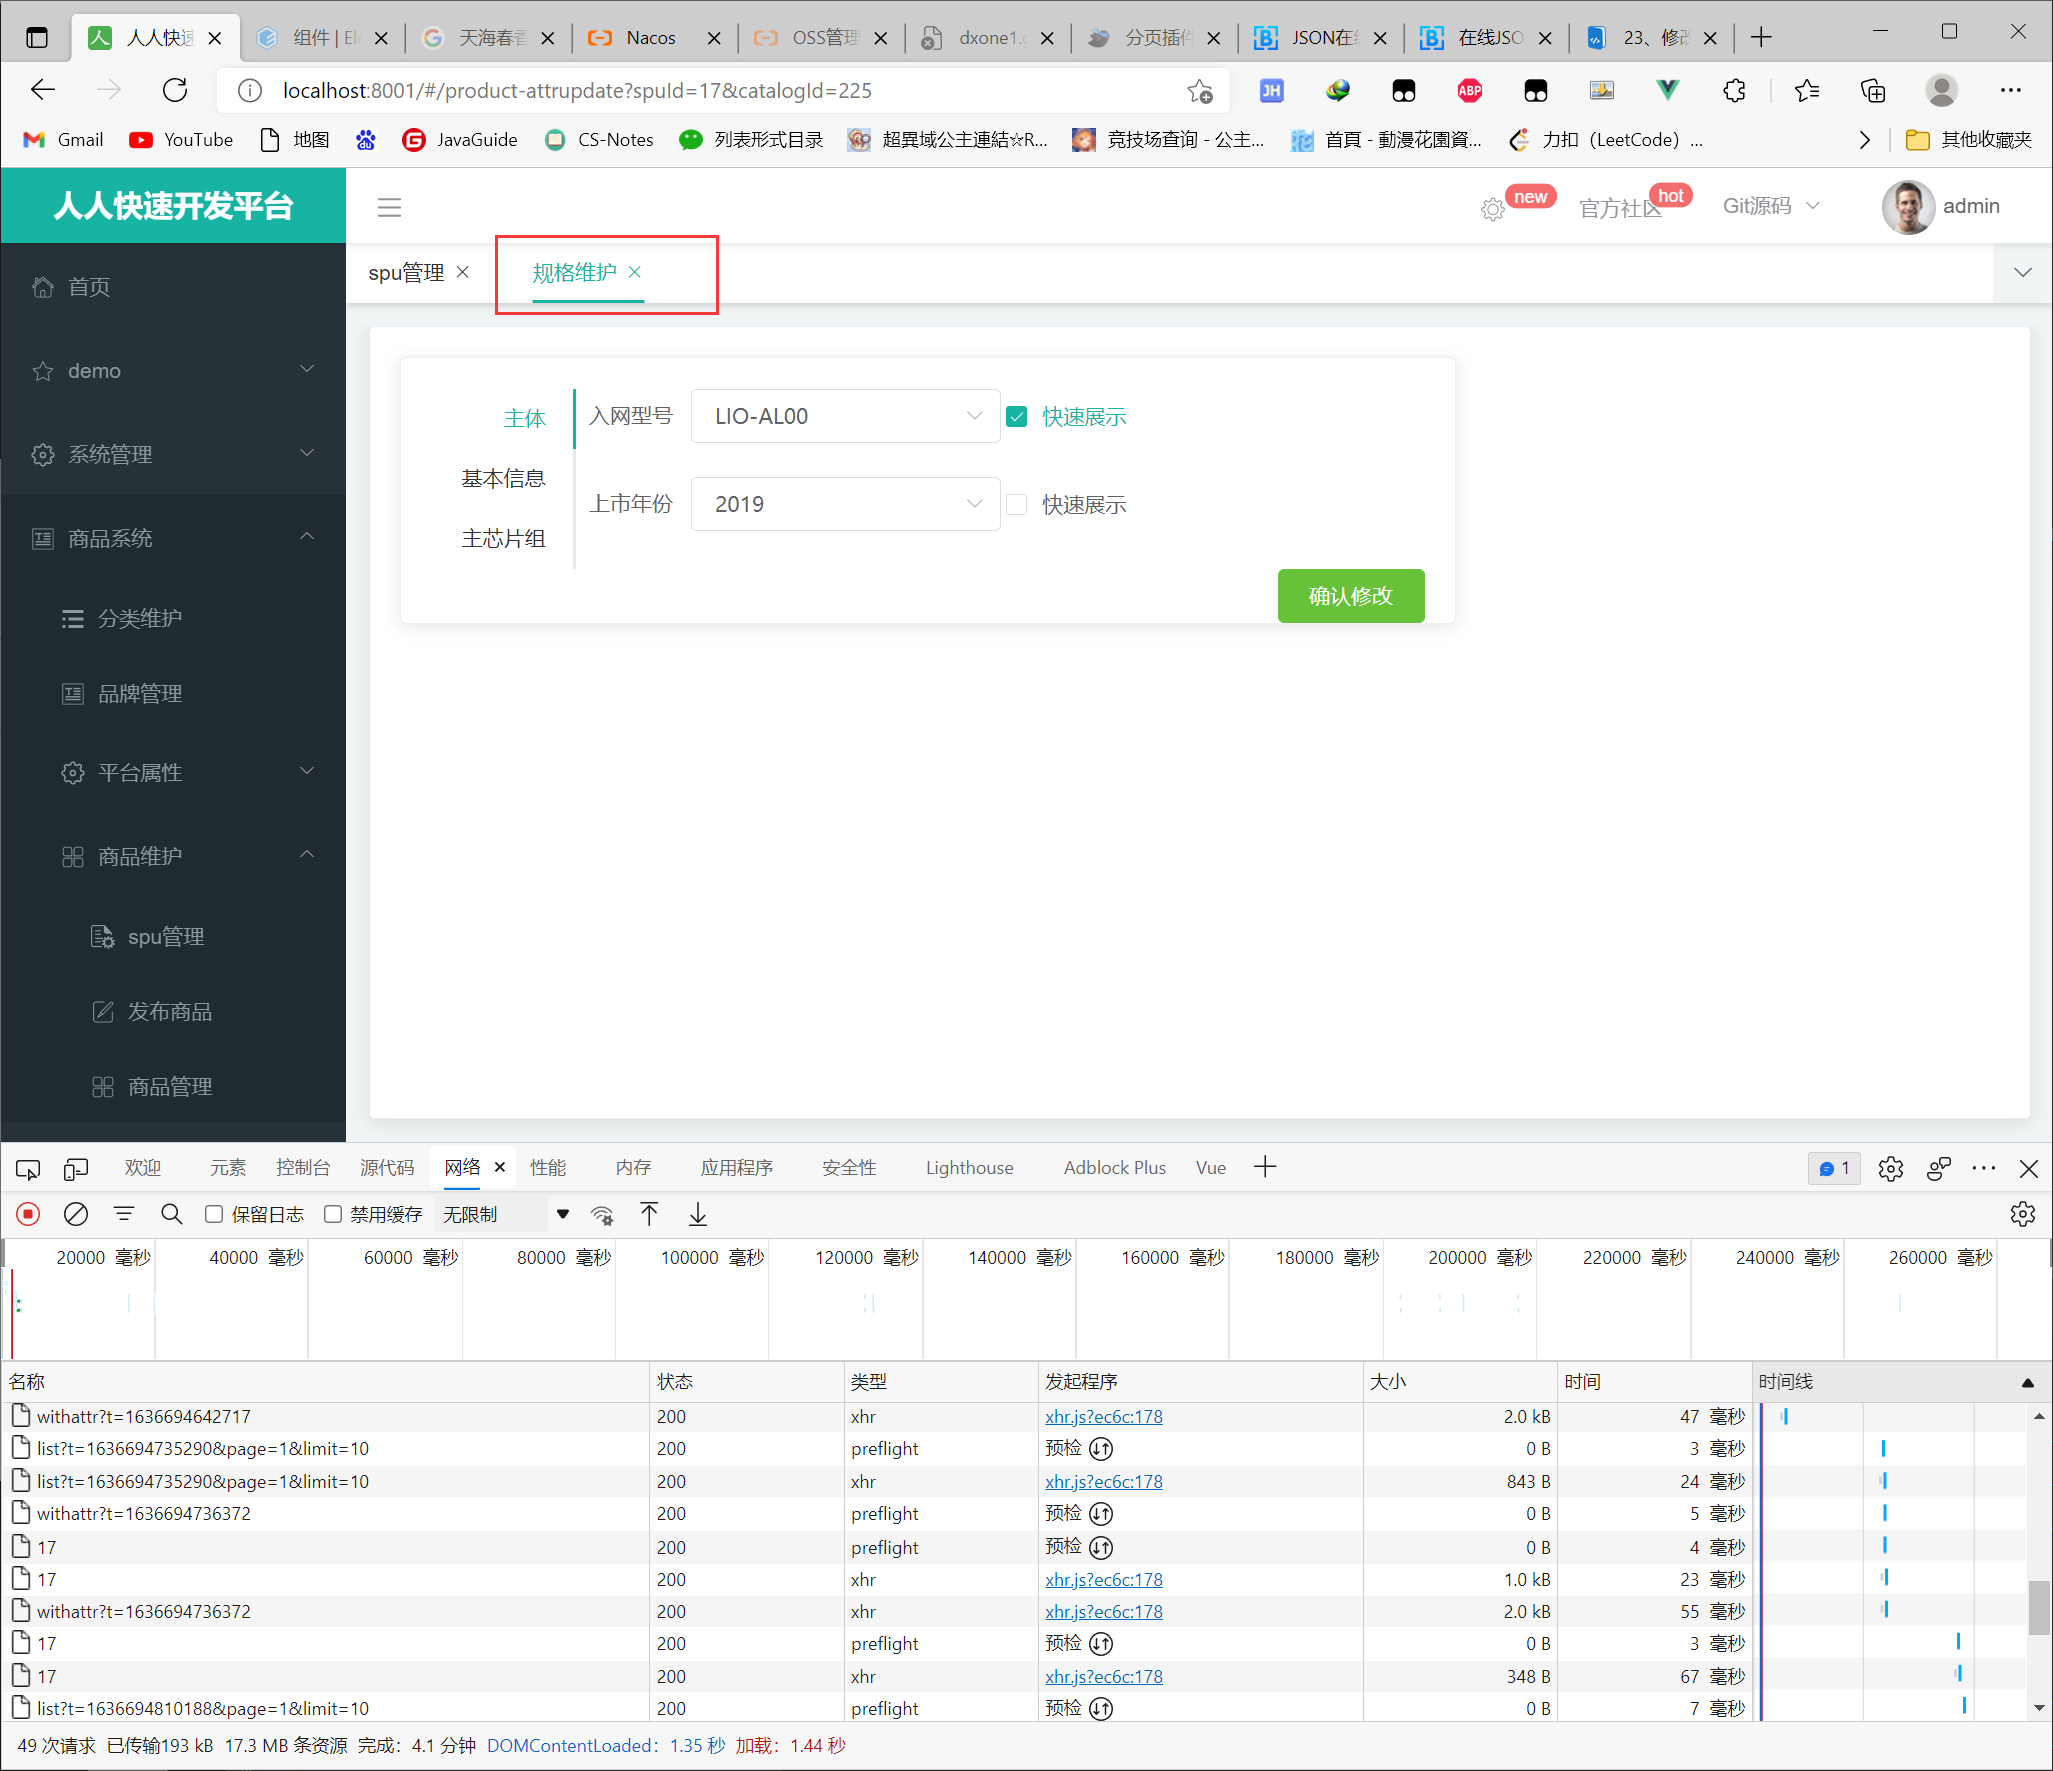 人人快速 组件 | El 天海春香 Nacos OSS管理 dxone1.g 分页插件 JSON在线 在线JSO 23、修改
localhost:8001/#/product-attrupdate?spuId=17&catalogId=225
JH ABP
Gmail YouTube 地图 JavaGuide CS-Notes 列表形式目录 超異域公主連結☆R... 竞技场查询 - 公主... 首頁 - 動漫花園資... 力扣（LeetCode）... 其他收藏夹
人人快速开发平台 new 官方社区 hot Git源码 admin
spu管理 规格维护
首页
demo
系统管理
商品系统
分类维护
品牌管理
平台属性
商品维护
spu管理
发布商品
商品管理
主体
基本信息
主芯片组
入网型号 LIO-AL00 快速展示
上市年份 2019 快速展示
确认修改
欢迎 元素 控制台 源代码 网络 性能 内存 应用程序 安全性 Lighthouse Adblock Plus Vue 1
保留日志 禁用缓存 无限制
20000 毫秒 40000 毫秒 60000 毫秒 80000 毫秒 100000 毫秒 120000 毫秒 140000 毫秒 160000 毫秒 180000 毫秒 200000 毫秒 220000 毫秒 240000 毫秒 260000 毫秒
名称 状态 类型 发起程序 大小 时间 时间线
withattr?t=1636694642717 200 xhr xhr.js?ec6c:178 2.0 kB 47 毫秒
list?t=1636694735290&page=1&limit=10 200 preflight 预检 0 B 3 毫秒
list?t=1636694735290&page=1&limit=10 200 xhr xhr.js?ec6c:178 843 B 24 毫秒
withattr?t=1636694736372 200 preflight 预检 0 B 5 毫秒
17 200 preflight 预检 0 B 4 毫秒
17 200 xhr xhr.js?ec6c:178 1.0 kB 23 毫秒
withattr?t=1636694736372 200 xhr xhr.js?ec6c:178 2.0 kB 55 毫秒
17 200 preflight 预检 0 B 3 毫秒
17 200 xhr xhr.js?ec6c:178 348 B 67 毫秒
list?t=1636694810188&page=1&limit=10 200 preflight 预检 0 B 7 毫秒
49 次请求 已传输193 kB 17.3 MB 条资源 完成：4.1 分钟 DOMContentLoaded：1.35 秒 加载：1.44 秒